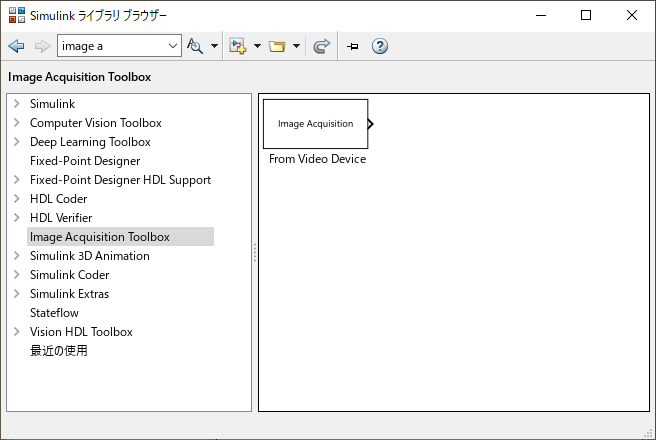 Simulink ライブラリ ブラウザー
image a
Image Acquisition Toolbox
Simulink
Computer Vision Toolbox
Deep Learning Toolbox
Fixed-Point Designer
Fixed-Point Designer HDL Support
HDL Coder
HDL Verifier
Image Acquisition Toolbox
Simulink 3D Animation
Simulink Coder
Simulink Extras
Stateflow
Vision HDL Toolbox
最近の使用
Image Acquisition
From Video Device